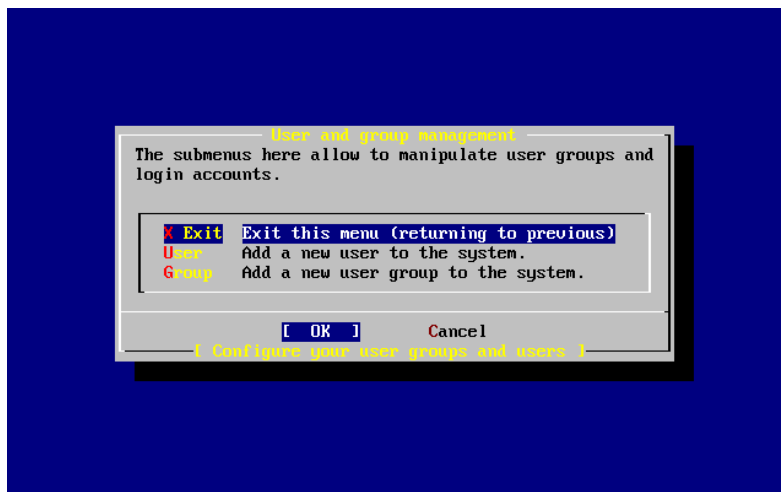 User and group management
The submenus here allow to manipulate user groups and
login accounts.
X Exit Exit this menu (returning to previous)
User Add a new user to the system.
Group Add a new user group to the system.
[ OK ] Cancel
[ Configure your user groups and users ]